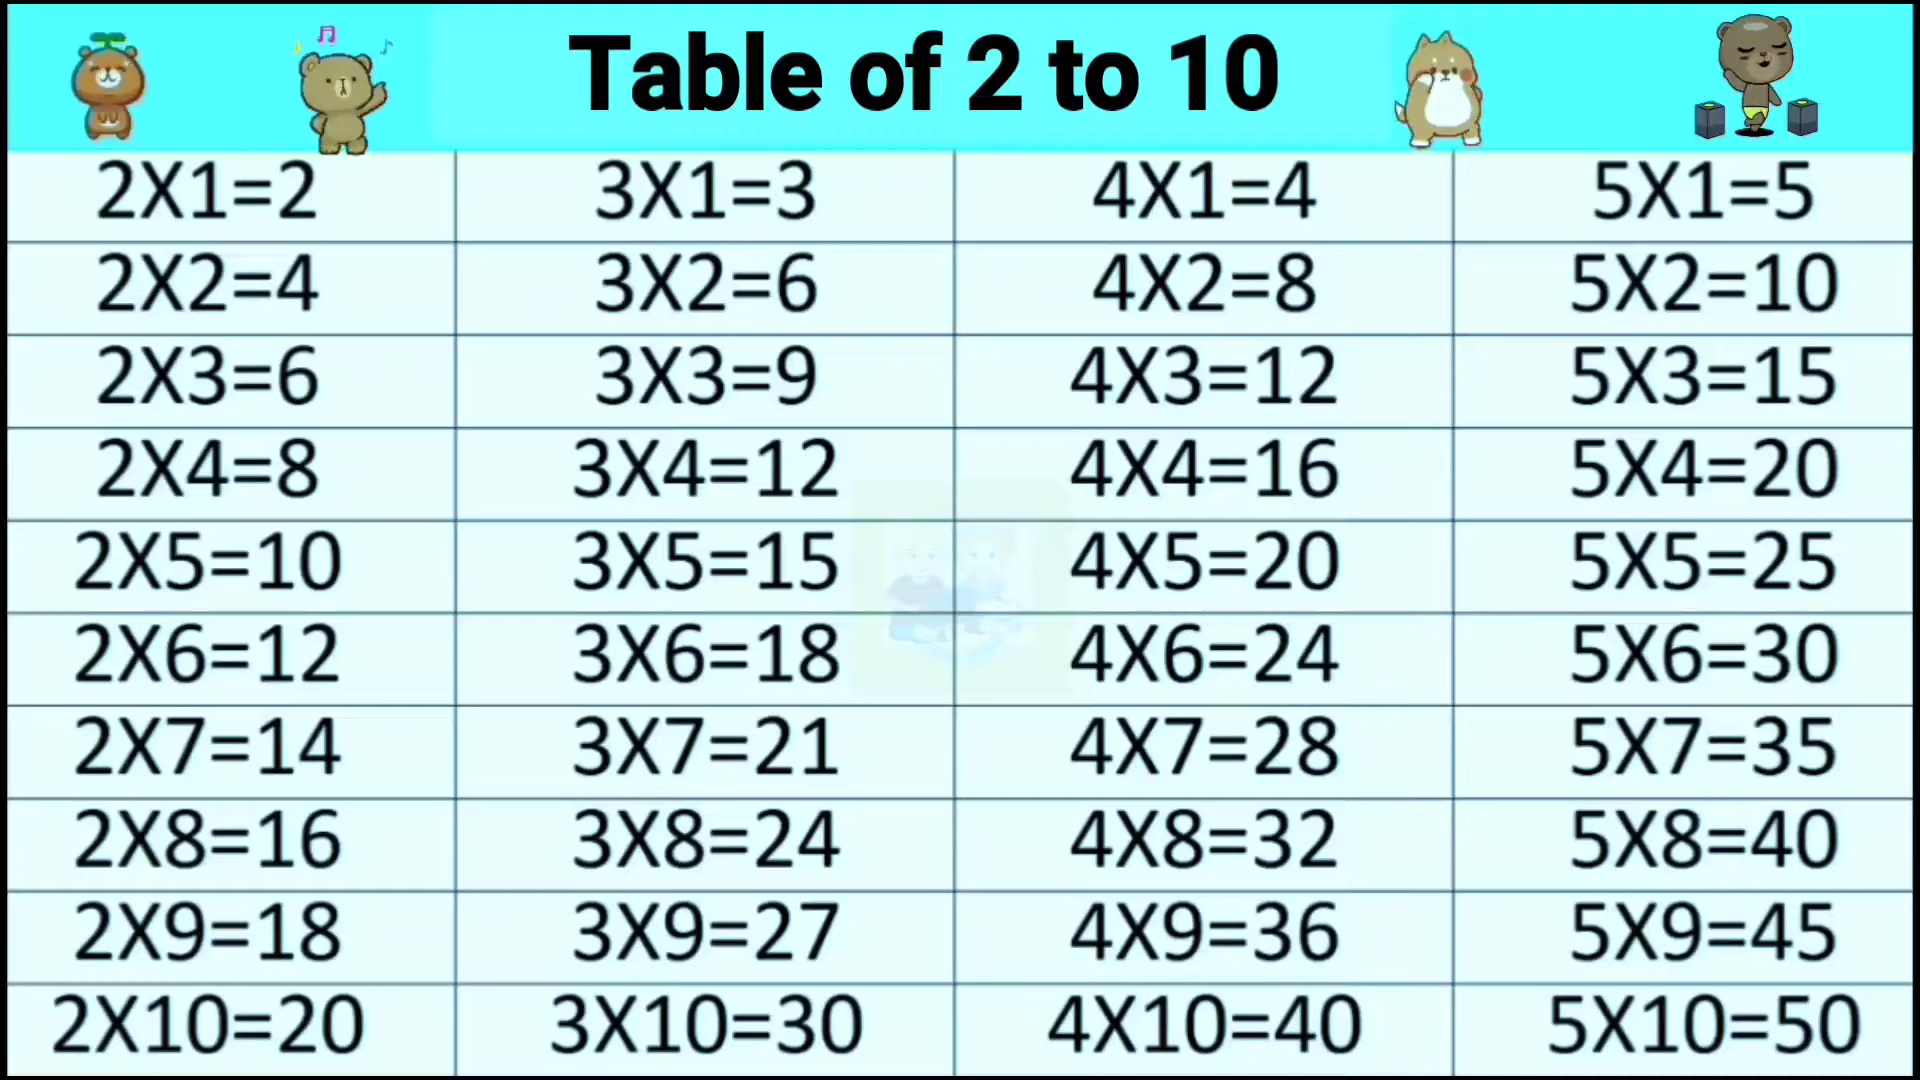 Table of 2 to 10
2X1=2 3X1=3 4X1=4 5X1=5
2X2=4 3X2=6 4X2=8 5X2=10
2X3=6 3X3=9 4X3=12 5X3=15
2X4=8 3X4=12 4X4=16 5X4=20
2X5=10 3X5=15 4X5=20 5X5=25
2X6=12 3X6=18 4X6=24 5X6=30
2X7=14 3X7=21 4X7=28 5X7=35
2X8=16 3X8=24 4X8=32 5X8=40
2X9=18 3X9=27 4X9=36 5X9=45
2X10=20 3X10=30 4X10=40 5X10=50